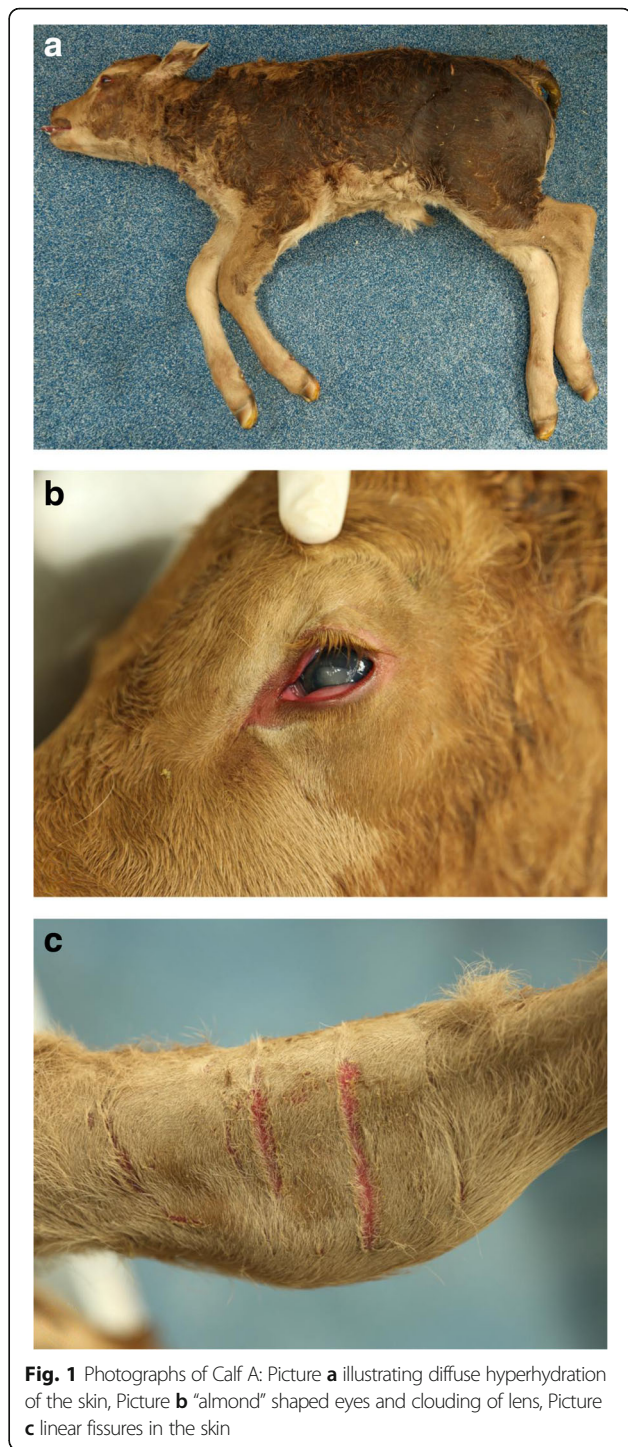 a
b
c
Fig. 1 Photographs of Calf A: Picture a illustrating diffuse hyperhydration
of the skin, Picture b “almond” shaped eyes and clouding of lens, Picture
c linear fissures in the skin